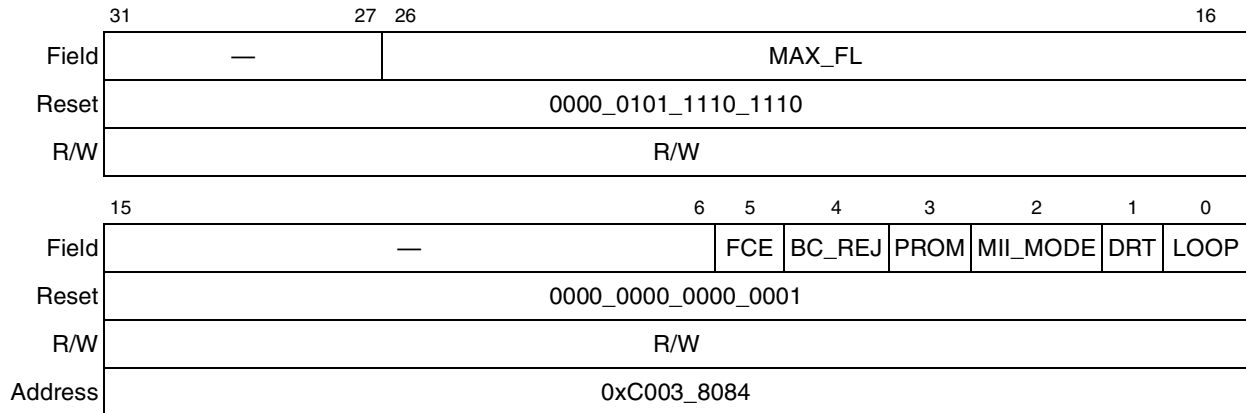 31 27 26 16
Field — MAX_FL
Reset 0000_0101_1110_1110
R/W R/W
15 6 5 4 3 2 1 0
Field — FCE BC_REJ PROM MII_MODE DRT LOOP
Reset 0000_0000_0000_0001
R/W R/W
Address 0xC003_8084